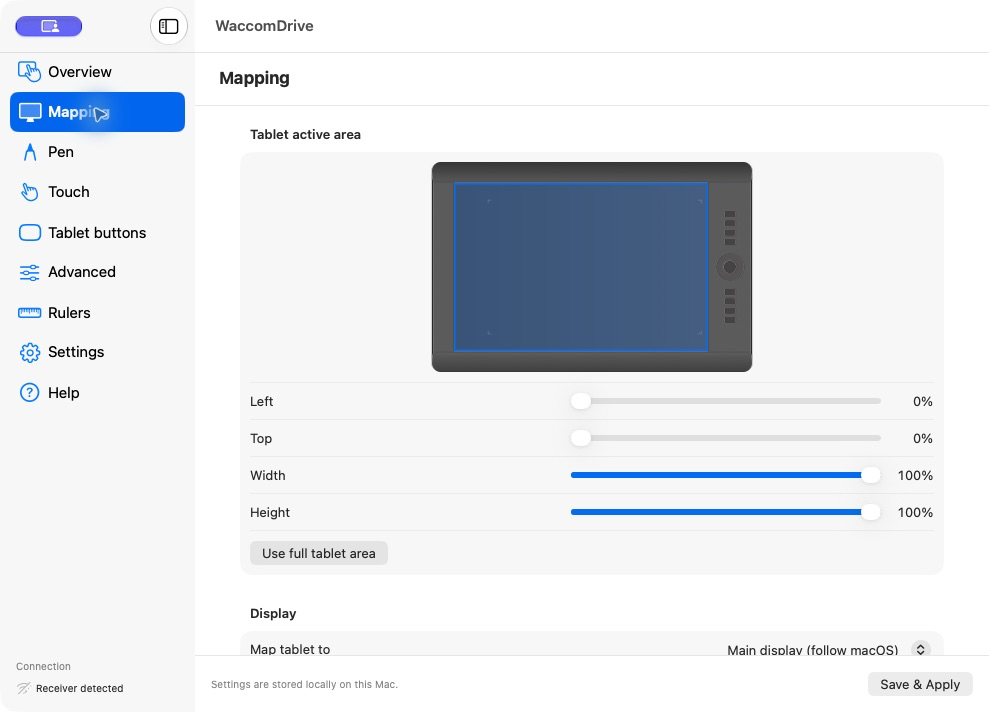 WaccomDrive
Overview
Mapping
Pen
Touch
Tablet buttons
Advanced
Rulers
Settings
Help
Connection
Receiver detected
Mapping
Tablet active area
Left 0%
Top 0%
Width 100%
Height 100%
Use full tablet area
Display
Map tablet to Main display (follow macOS)
Settings are stored locally on this Mac.
Save & Apply